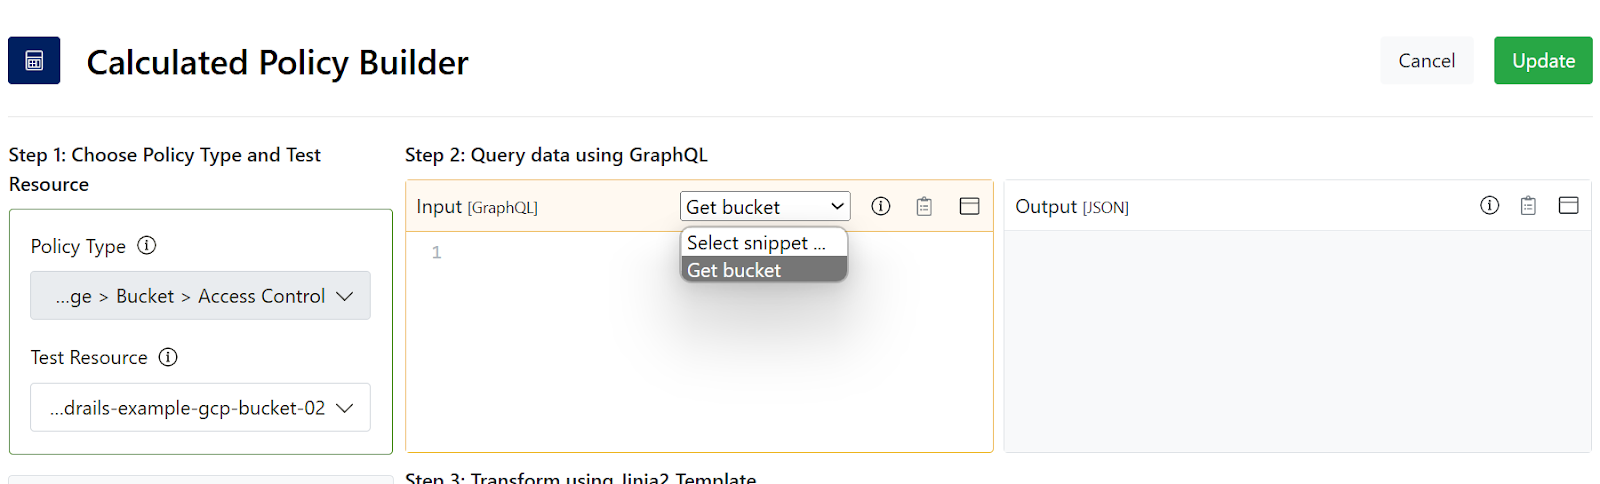 Calculated Policy Builder
Cancel
Update
Step 1: Choose Policy Type and Test
Resource
Policy Type
...ge > Bucket > Access Control
Test Resource
...drails-example-gcp-bucket-02
Step 2: Query data using GraphQL
Input [GraphQL]
Get bucket
Select snippet ...
Get bucket
1
Output [JSON]
Step 3: Transform using Jinja2 Template